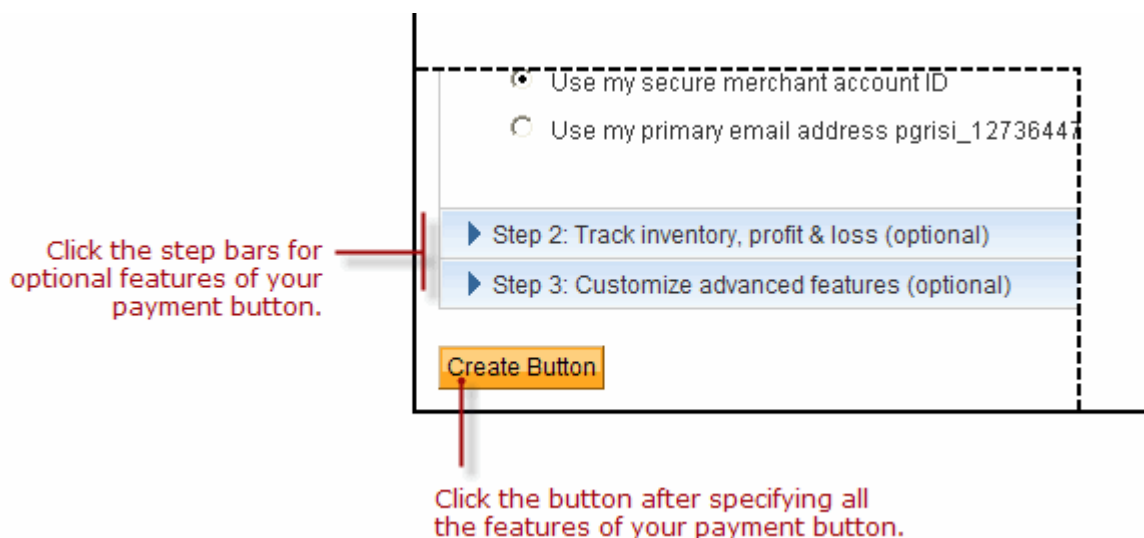 Use my secure merchant account ID
Use my primary email address pgrisi_12736447
Step 2: Track inventory, profit & loss (optional)
Step 3: Customize advanced features (optional)
Click the step bars for
optional features of your
payment button.
Create Button
Click the button after specifying all
the features of your payment button.